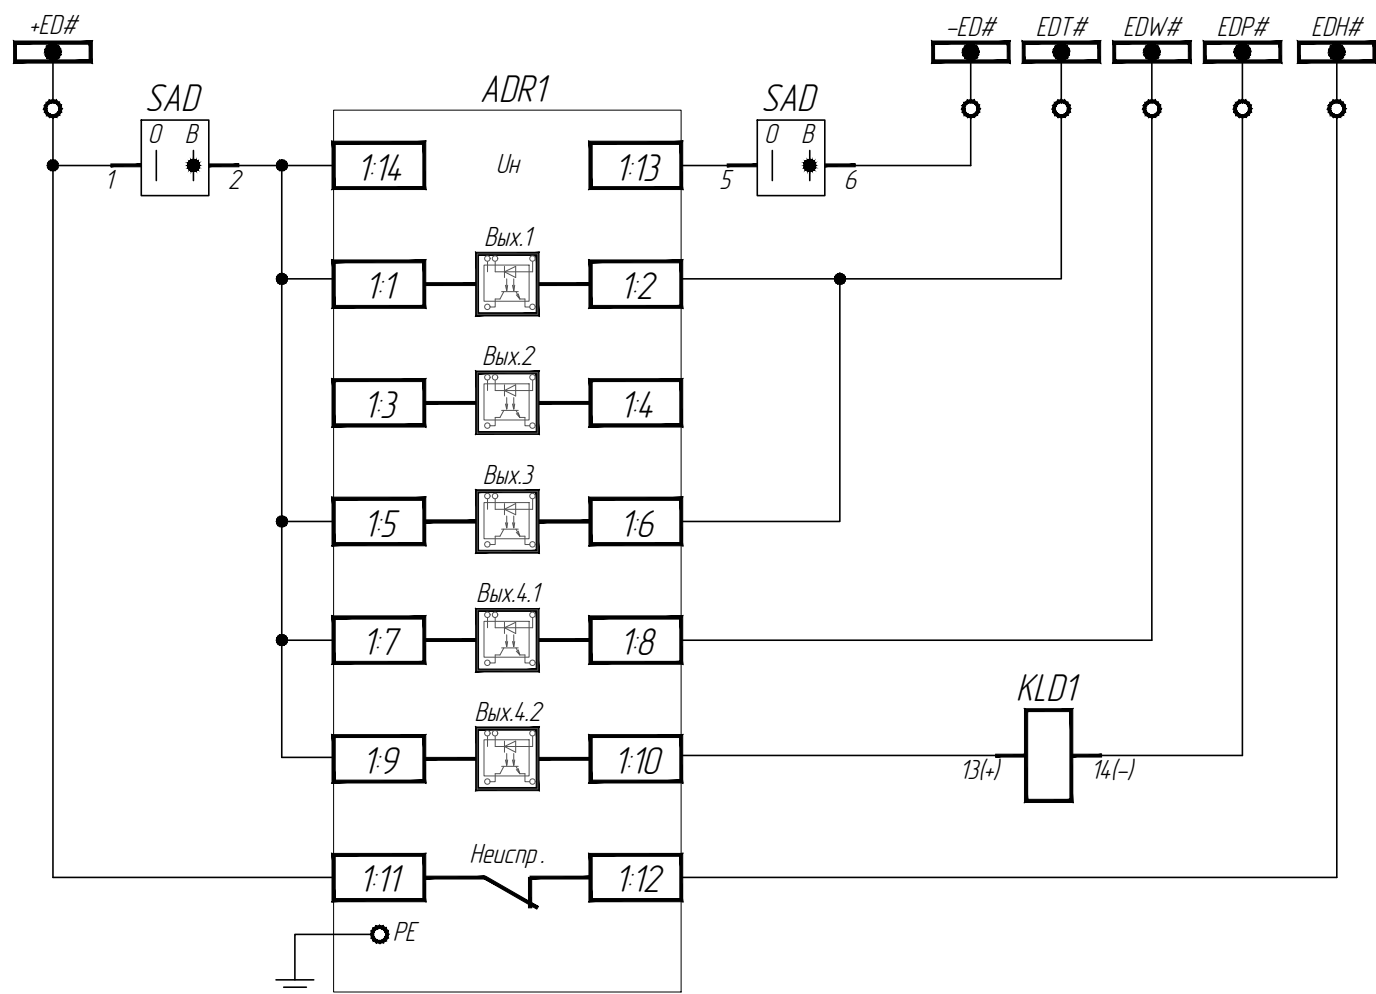 +ED#
−ED# EDT# EDW# EDP# EDH#
SAD ADR1 SAD
О В О В
1 2 1:14 Uн 1:13 5 6
Вых.1
1:1 1:2
Вых.2
1:3 1:4
Вых.3
1:5 1:6
Вых.4.1
1:7 1:8
KLD1
Вых.4.2
1:9 1:10 13(+) 14(−)
Неиспр.
1:11 1:12
PE